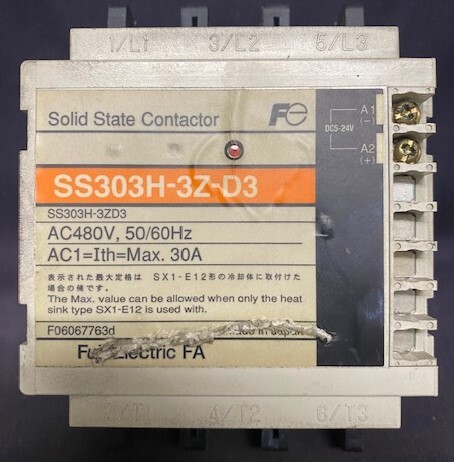 1/L1 3/L2 5/L3
Solid State Contactor
Fe
A1
(-)
DC5-24V
A2
(+)
SS303H-3Z-D3
SS303H-3ZD3
AC480V, 50/60Hz
AC1=Ith=Max. 30A
表示された最大定格は SX1-E12形の冷却体に取付けた
場合の値です。
The Max. value can be allowed when only the heat
sink type SX1-E12 is used with.
F06067763d in Japan
Electric FA
4/T2 6/T3